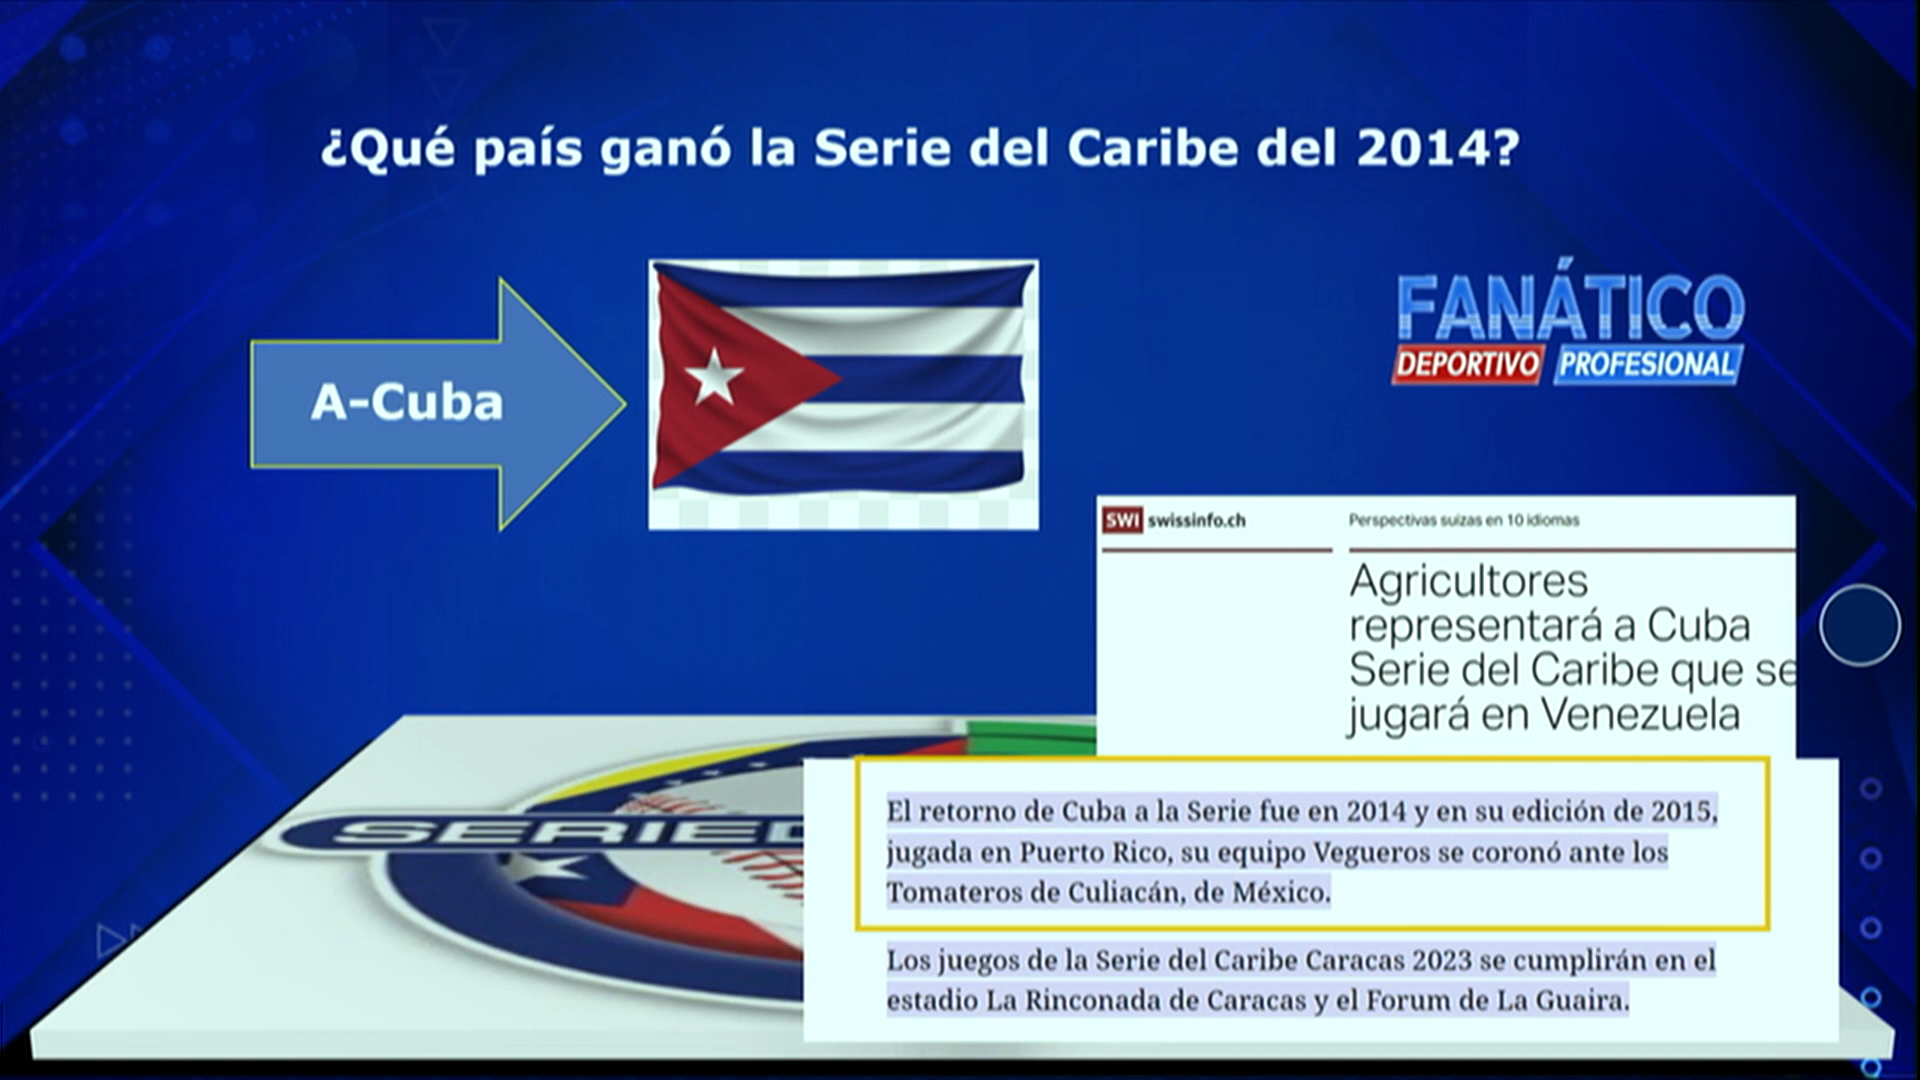 ¿Qué país ganó la Serie del Caribe del 2014?
A-Cuba
FANÁTICO
DEPORTIVO PROFESIONAL
SWI swissinfo.ch
Perspectivas suizas en 10 idiomas
Agricultores
representará a Cuba
Serie del Caribe que se
jugará en Venezuela
SERIED
El retorno de Cuba a la Serie fue en 2014 y en su edición de 2015,
jugada en Puerto Rico, su equipo Vegueros se coronó ante los
Tomateros de Culiacán, de México.
Los juegos de la Serie del Caribe Caracas 2023 se cumplirán en el
estadio La Rinconada de Caracas y el Forum de La Guaira.